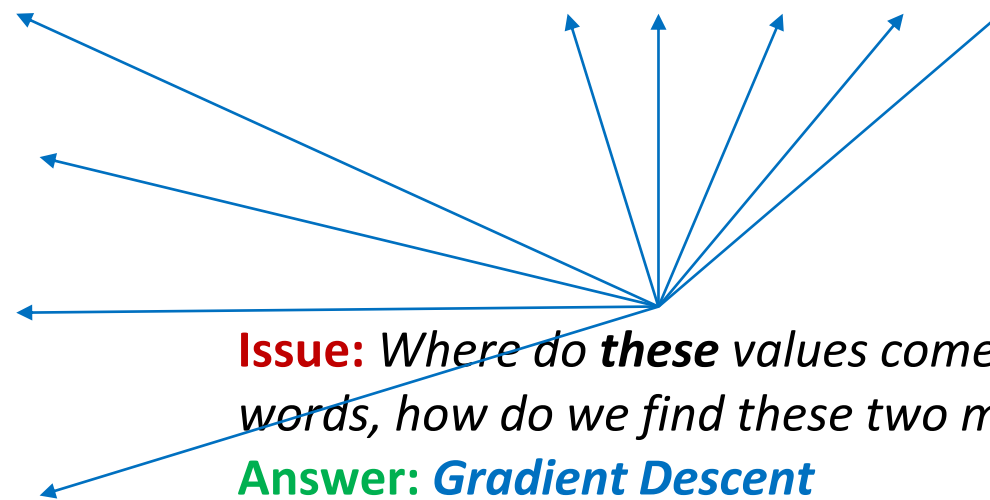 Issue: Where do these values come
words, how do we find these two m
Answer: Gradient Descent